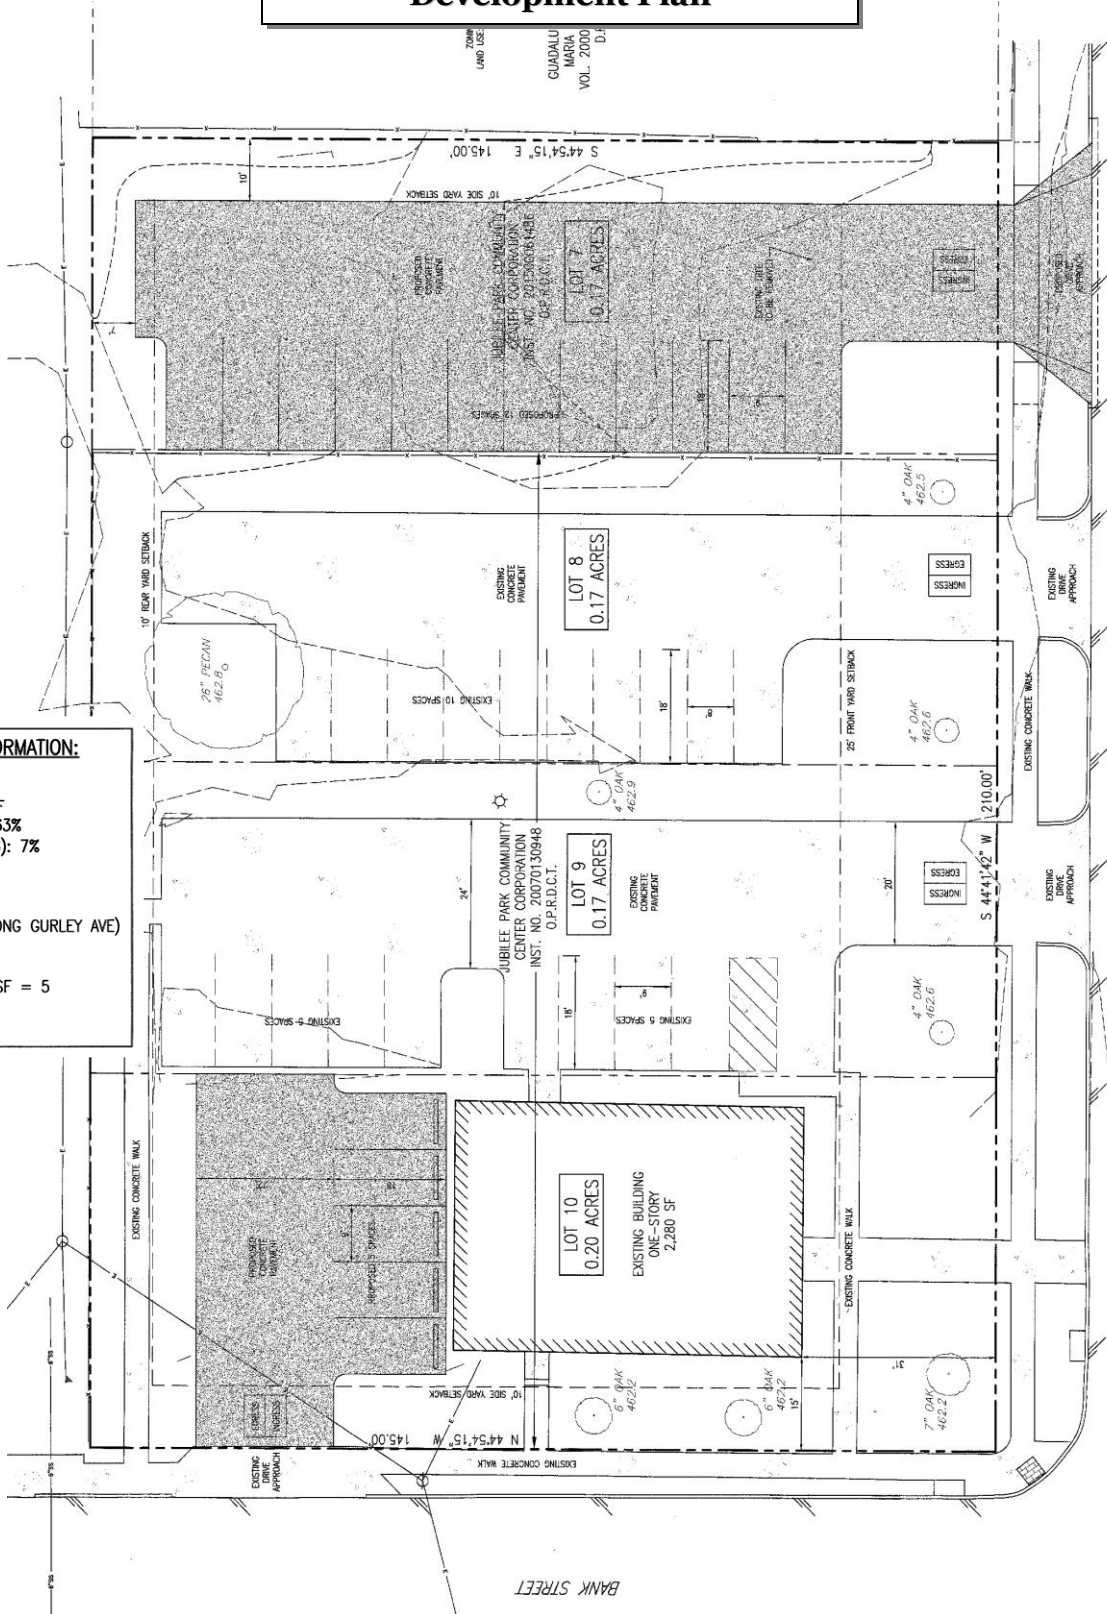 Development Plan
LAND USE:
GUADALU
MARIA
VOL. 2000
S 44°54'15" E 145.00'
10'
10' SIDE YARD SETBACK
7'
PROPOSED
CONCRETE
PAVEMENT
JUBILEE PARK COMMUNITY
CENTER CORPORATION
INST. NO. 201300061486
O.P.R.D.C.T.
LOT 7
0.17 ACRES
INGRESS
EGRESS
PROPOSED
DRIVE
APPROACH
PROPOSED 12 SPACES
18'
9'
4" OAK
462.5
10' REAR YARD SETBACK
EXISTING
CONCRETE
PAVEMENT
LOT 8
0.17 ACRES
INGRESS
EGRESS
EXISTING
DRIVE
APPROACH
26" PECAN
462.8
EXISTING 10 SPACES
18'
8'
25' FRONT YARD SETBACK
4" OAK
462.6
EXISTING CONCRETE WALK
4" OAK
462.9
RMATION:
63%
): 7%
ONG GURLEY AVE)
SF = 5
24'
JUBILEE PARK COMMUNITY
CENTER CORPORATION
INST. NO. 20070130948
O.P.R.D.C.T.
LOT 9
0.17 ACRES
EXISTING
CONCRETE
PAVEMENT
20'
INGRESS
EGRESS
S 44°41'42" W 210.00'
EXISTING
DRIVE
APPROACH
EXISTING 5 SPACES
18'
9'
EXISTING 5 SPACES
4" OAK
462.6
EXISTING CONCRETE WALK
PROPOSED
CONCRETE
PAVEMENT
PROPOSED 5 SPACES
LOT 10
0.20 ACRES
EXISTING BUILDING
ONE-STORY
2,280 SF
EXISTING CONCRETE WALK
31'
INGRESS
10' SIDE YARD SETBACK
6" OAK
462.2
6" OAK
462.2
15'
7" OAK
462.2
N 44°54'15" W 145.00'
EXISTING
DRIVE
APPROACH
EXISTING CONCRETE WALK
BANK STREET